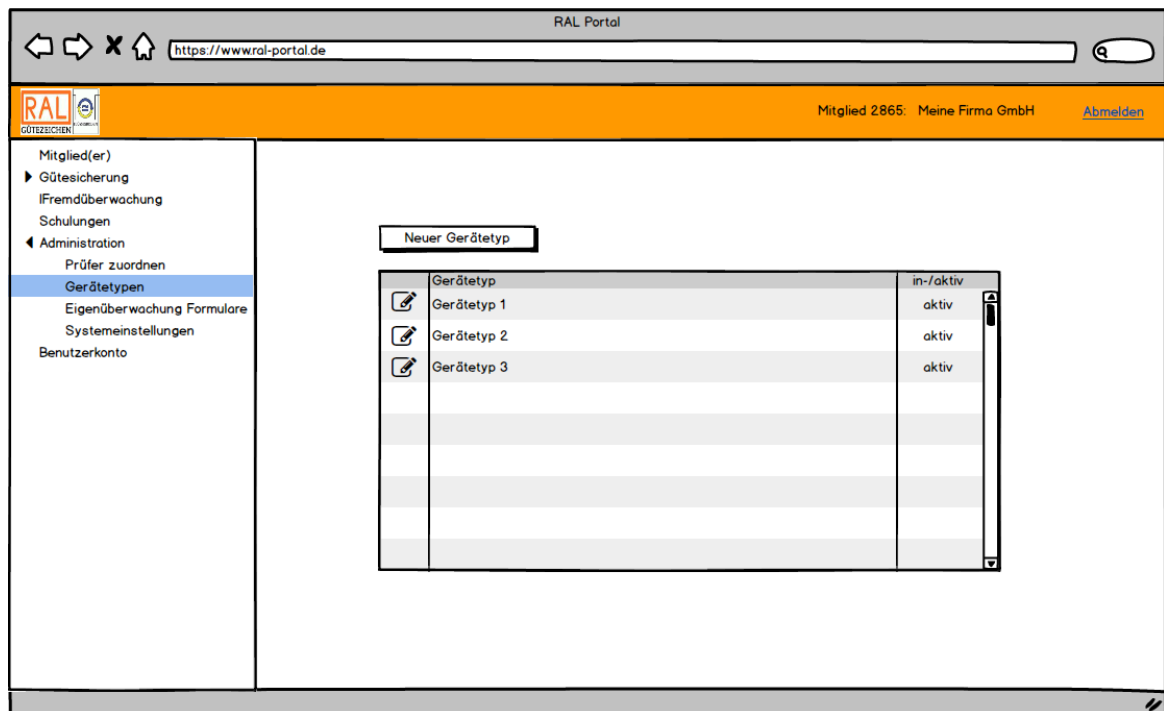 RAL Portal
https://www.ral-portal.de
RAL
GÜTEZEICHEN
Mitglied 2865: Meine Firma GmbH
Abmelden
Mitglied(er)
Gütesicherung
IFremdüberwachung
Schulungen
Administration
Prüfer zuordnen
Gerätetypen
Eigenüberwachung Formulare
Systemeinstellungen
Benutzerkonto
Neuer Gerätetyp
Gerätetyp in-/aktiv
Gerätetyp 1 aktiv
Gerätetyp 2 aktiv
Gerätetyp 3 aktiv